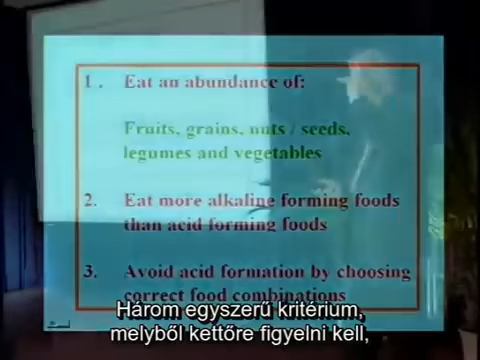 1. Eat an abundance of:
Fruits, grains, nuts / seeds,
legumes and vegetables
2. Eat more alkaline forming foods
than acid forming foods
3. Avoid acid formation by choosing
correct food combinations
Három egyszerű kritérium,
melyből kettőre figyelni kell,